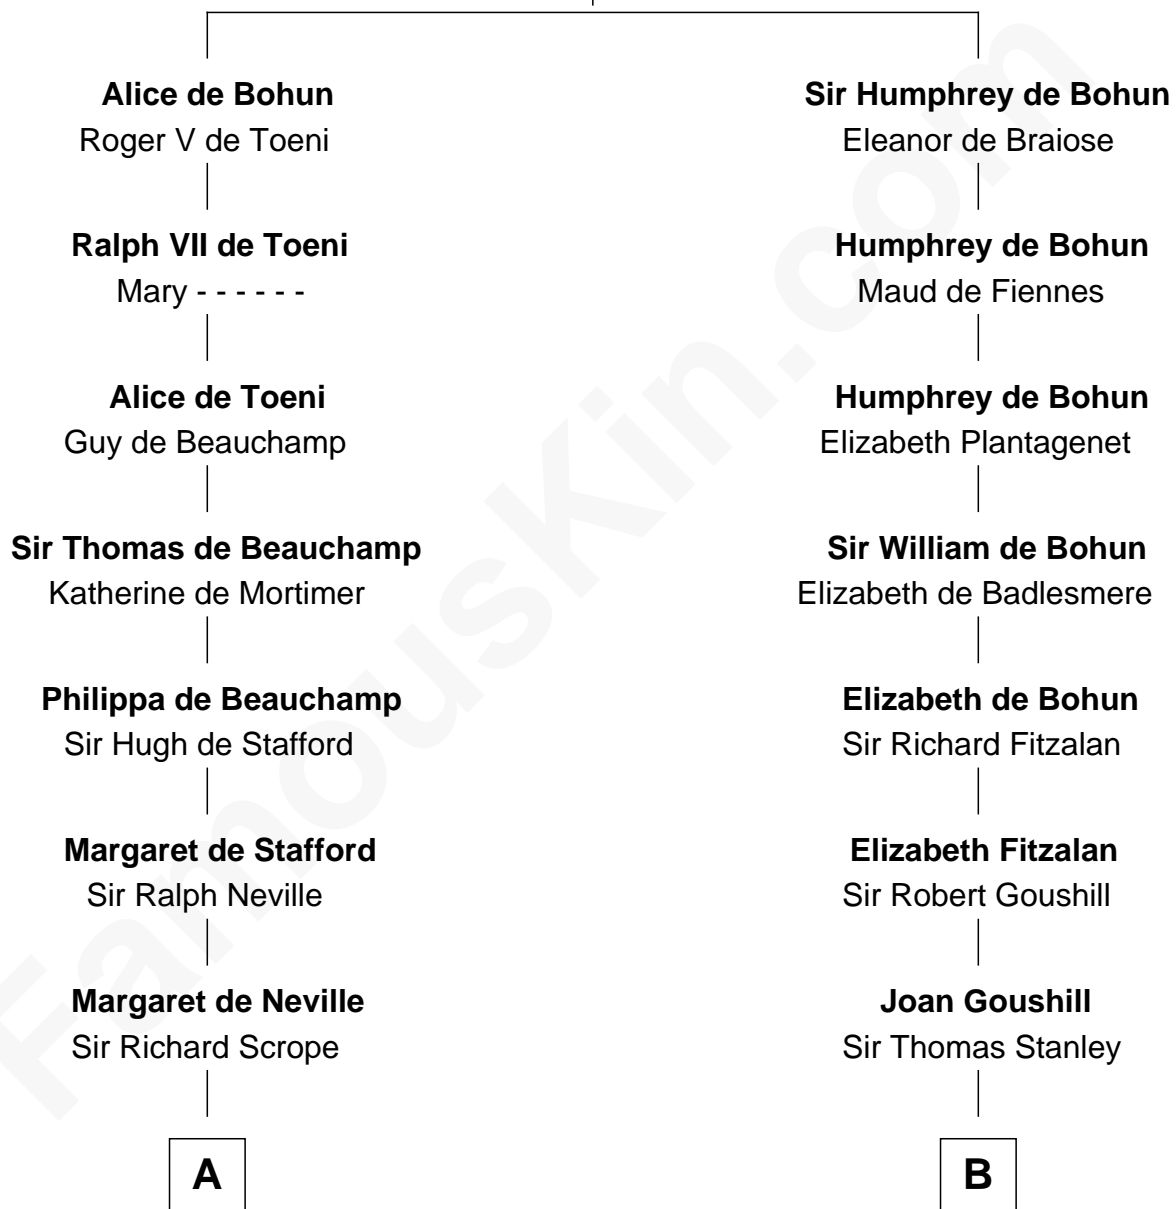 Alice de Bohun
Roger V de Toeni
Ralph VII de Toeni
Mary - - - - - -
Alice de Toeni
Guy de Beauchamp
Sir Thomas de Beauchamp
Katherine de Mortimer
Philippa de Beauchamp
Sir Hugh de Stafford
Margaret de Stafford
Sir Ralph Neville
Margaret de Neville
Sir Richard Scrope
A
Sir Humphrey de Bohun
Eleanor de Braiose
Humphrey de Bohun
Maud de Fiennes
Humphrey de Bohun
Elizabeth Plantagenet
Sir William de Bohun
Elizabeth de Badlesmere
Elizabeth de Bohun
Sir Richard Fitzalan
Elizabeth Fitzalan
Sir Robert Goushill
Joan Goushill
Sir Thomas Stanley
B
FamousKin.com